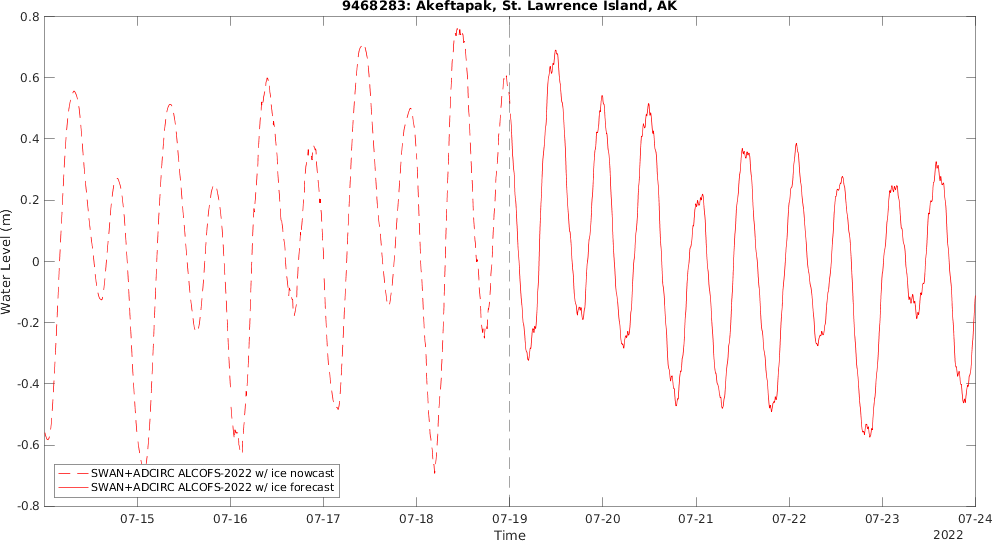 9468283: Akeftapak, St. Lawrence Island, AK
0.8
0.6
0.4
0.2
0
-0.2
-0.4
-0.6
-0.8
Water Level (m)
SWAN+ADCIRC ALCOFS-2022 w/ ice nowcast
SWAN+ADCIRC ALCOFS-2022 w/ ice forecast
07-15 07-16 07-17 07-18 07-19 07-20 07-21 07-22 07-23 07-24
Time
2022